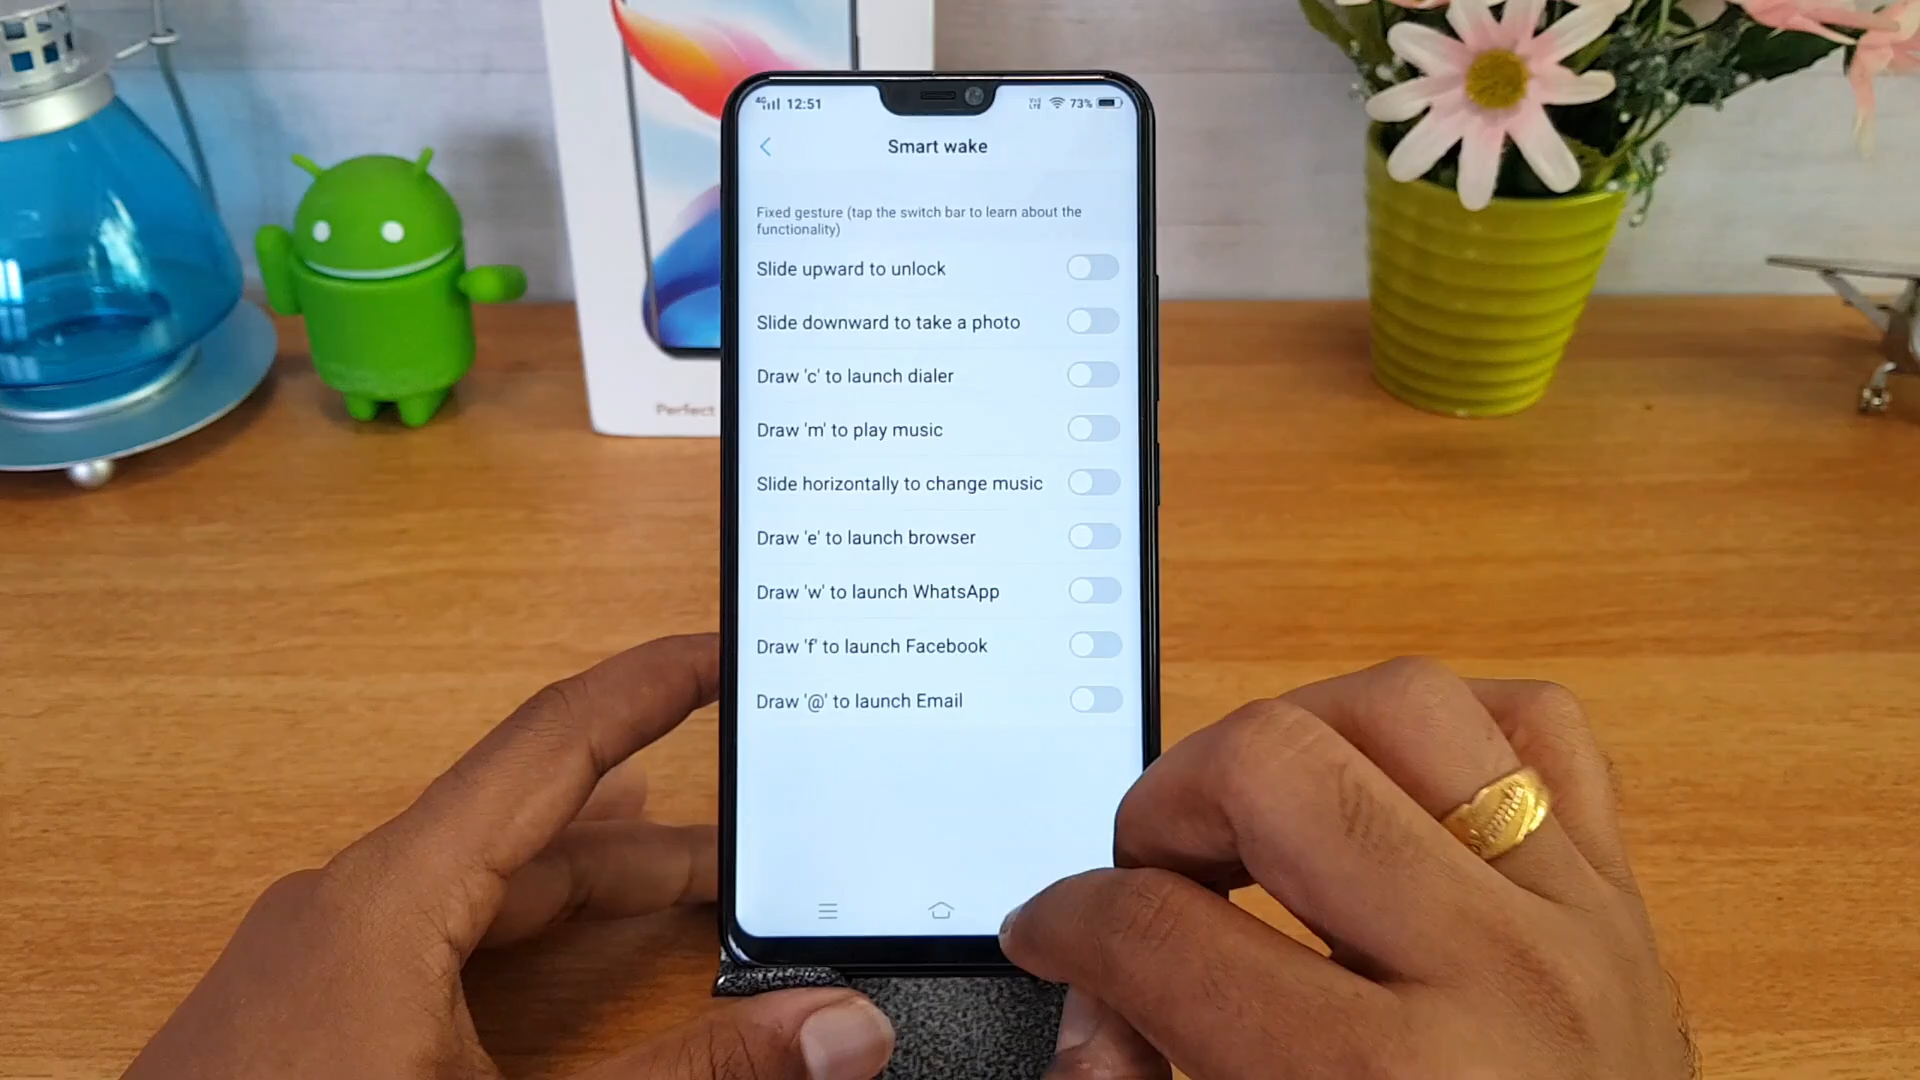 4G 12:51 73%
Smart wake
Fixed gesture (tap the switch bar to learn about the
functionality)
Slide upward to unlock
Slide downward to take a photo
Draw 'c' to launch dialer
Draw 'm' to play music
Slide horizontally to change music
Draw 'e' to launch browser
Draw 'w' to launch WhatsApp
Draw 'f' to launch Facebook
Draw '@' to launch Email
Perfect